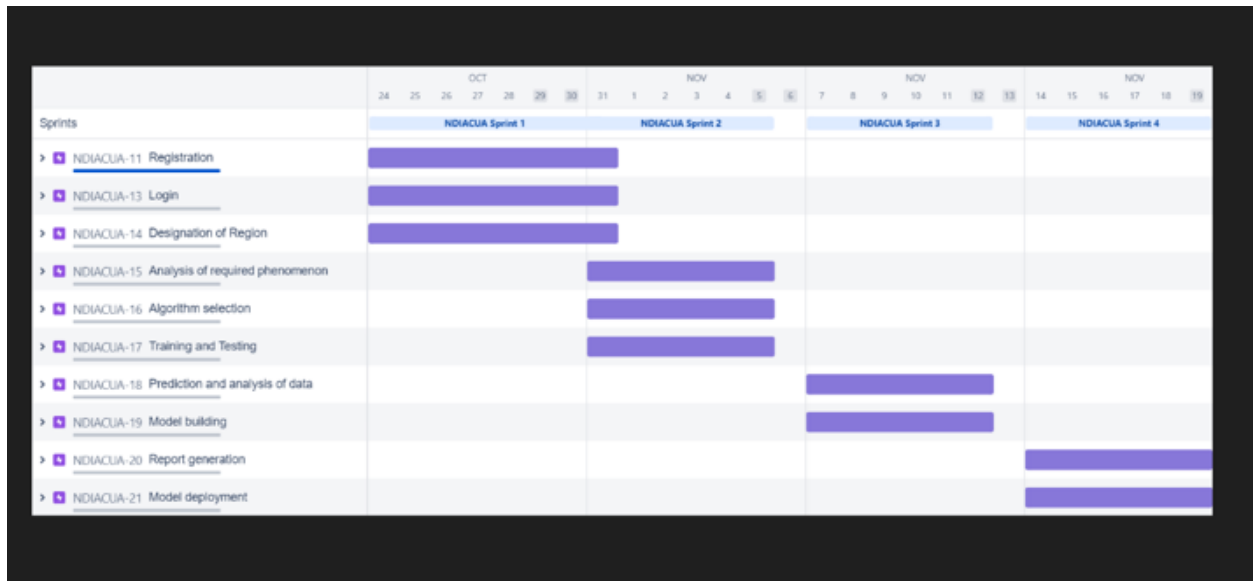 OCT NOV NOV NOV
24 25 26 27 28 29 30 31 1 2 3 4 5 6 7 8 9 10 11 12 13 14 15 16 17 18 19
Sprints NDIACUA Sprint 1 NDIACUA Sprint 2 NDIACUA Sprint 3 NDIACUA Sprint 4
NDIACUA-11 Registration
NDIACUA-13 Login
NDIACUA-14 Designation of Region
NDIACUA-15 Analysis of required phenomenon
NDIACUA-16 Algorithm selection
NDIACUA-17 Training and Testing
NDIACUA-18 Prediction and analysis of data
NDIACUA-19 Model building
NDIACUA-20 Report generation
NDIACUA-21 Model deployment